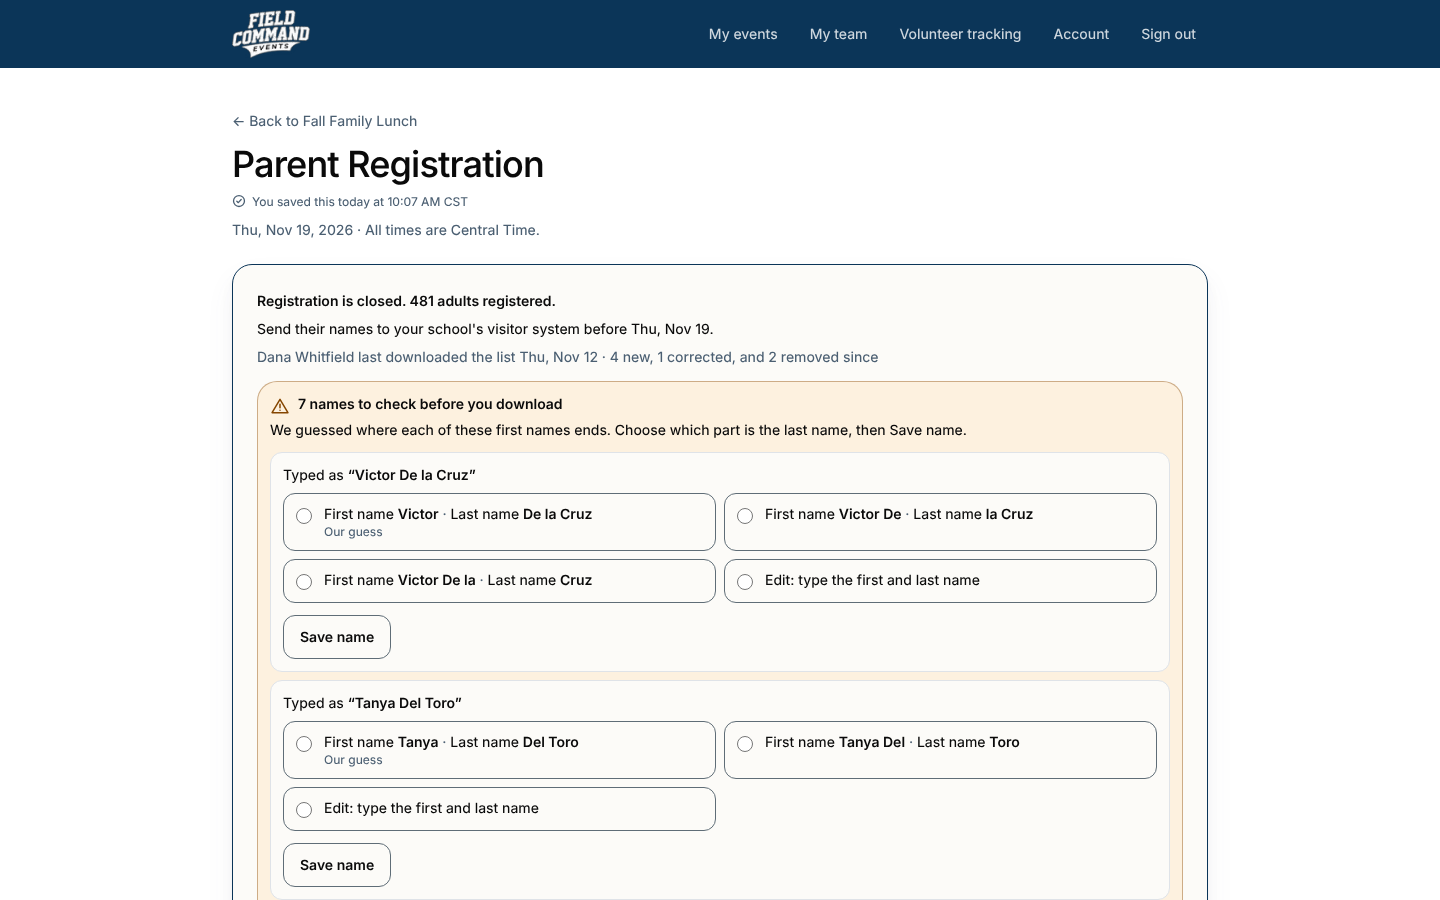 FIELD
COMMAND
EVENTS
My events
My team
Volunteer tracking
Account
Sign out
← Back to Fall Family Lunch
Parent Registration
You saved this today at 10:07 AM CST
Thu, Nov 19, 2026 · All times are Central Time.
Registration is closed. 481 adults registered.
Send their names to your school's visitor system before Thu, Nov 19.
Dana Whitfield last downloaded the list Thu, Nov 12 · 4 new, 1 corrected, and 2 removed since
7 names to check before you download
We guessed where each of these first names ends. Choose which part is the last name, then Save name.
Typed as “Victor De la Cruz”
First name Victor · Last name De la Cruz
Our guess
First name Victor De · Last name la Cruz
First name Victor De la · Last name Cruz
Edit: type the first and last name
Save name
Typed as “Tanya Del Toro”
First name Tanya · Last name Del Toro
Our guess
First name Tanya Del · Last name Toro
Edit: type the first and last name
Save name